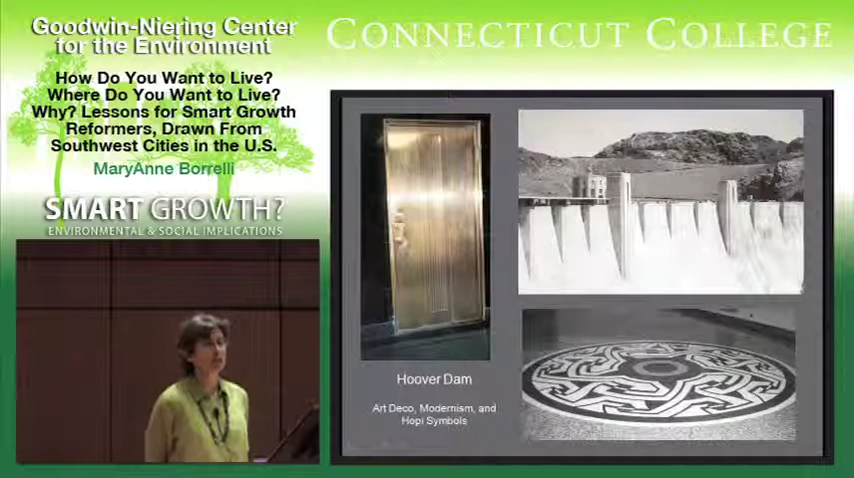 Goodwin-Niering Center
for the Environment
CONNECTICUT COLLEGE
How Do You Want to Live?
Where Do You Want to Live?
Why? Lessons for Smart Growth
Reformers, Drawn From
Southwest Cities in the U.S.
MaryAnne Borrelli
SMART GROWTH?
ENVIRONMENTAL & SOCIAL IMPLICATIONS
Hoover Dam
Art Deco, Modernism, and
Hopi Symbols